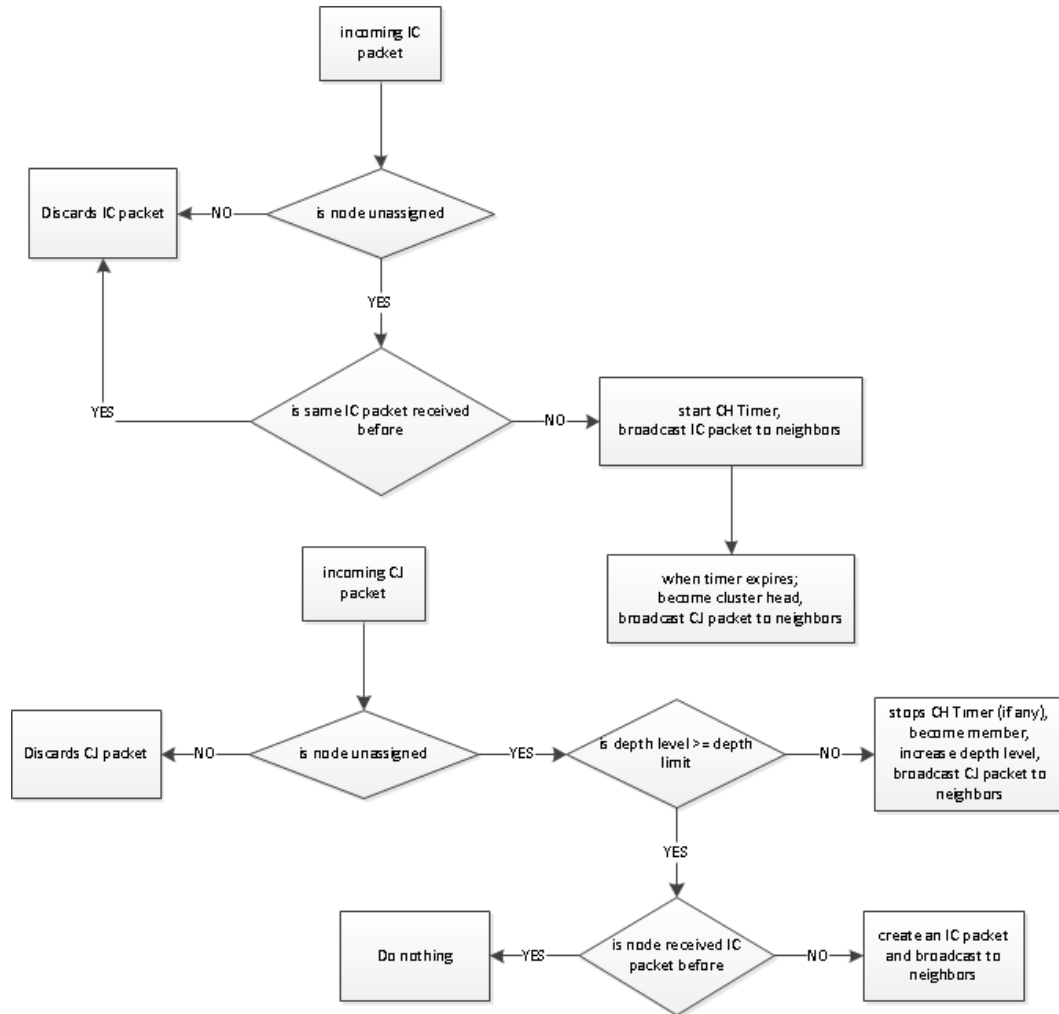 incoming IC
packet
is node unassigned
NO
Discards IC packet
YES
is same IC packet received
before
YES
NO
start CH Timer,
broadcast IC packet to neighbors
when timer expires;
become cluster head,
broadcast CJ packet to neighbors
incoming CJ
packet
is node unassigned
NO
Discards CJ packet
YES
is depth level >= depth
limit
NO
stops CH Timer (if any),
become member,
increase depth level,
broadcast CJ packet to
neighbors
YES
is node received IC
packet before
YES
Do nothing
NO
create an IC packet
and broadcast to
neighbors